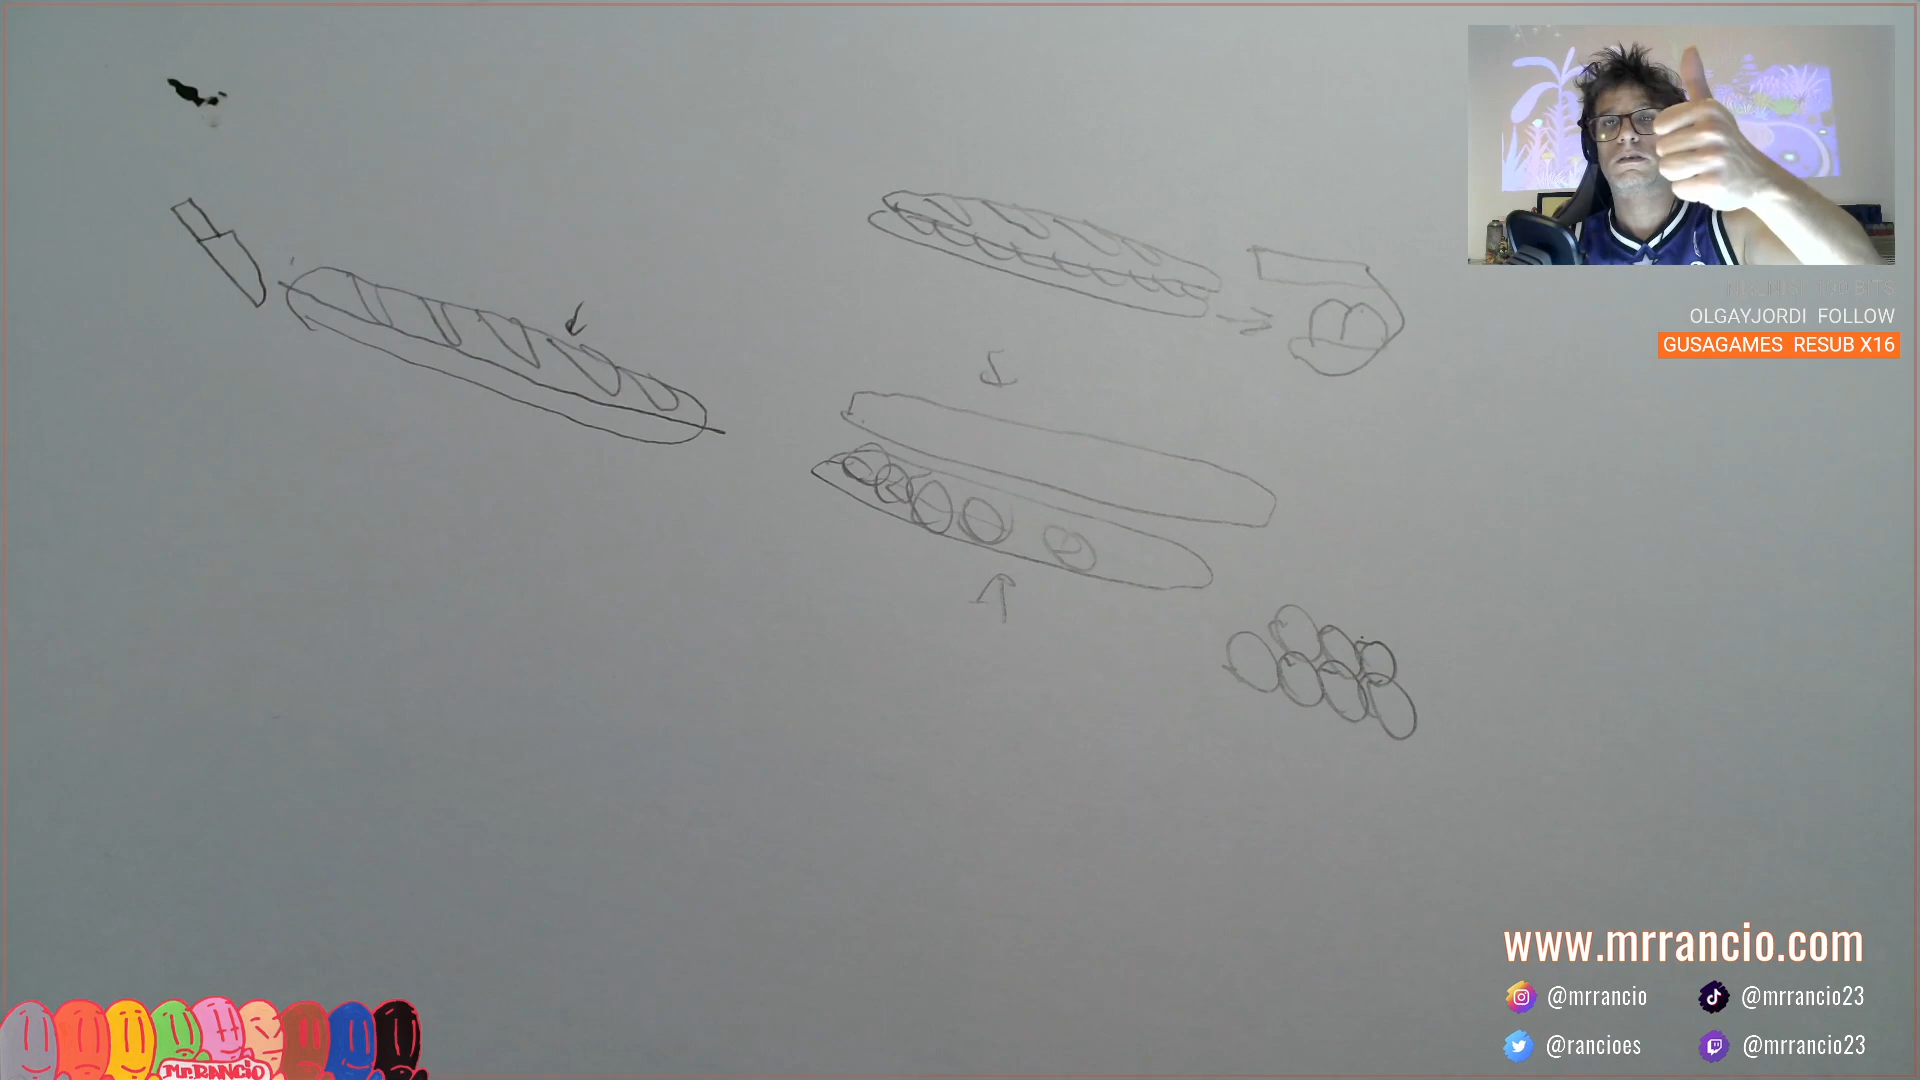 OLGAYJORDI FOLLOW
GUSAGAMES RESUB X16
www.mrrancio.com
@mrrancio
@mrrancio23
@rancioes
@mrrancio23
Mr.RANCiO